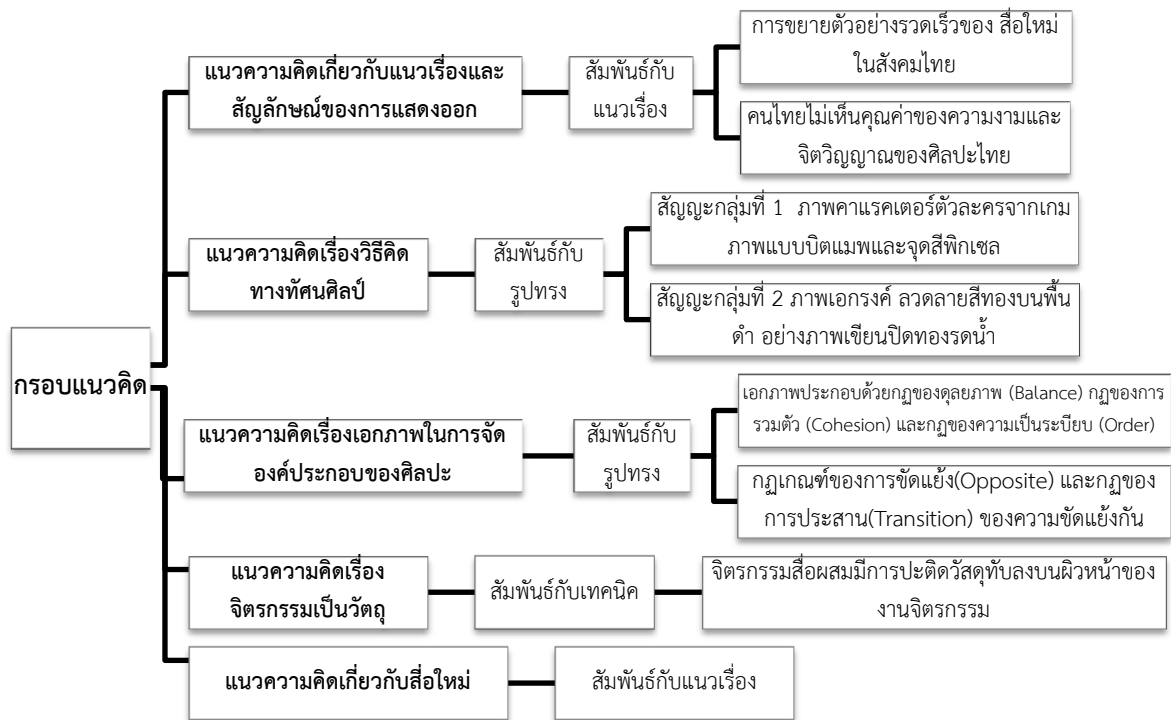 กรอบแนวคิด
แนวความคิดเกี่ยวกับแนวเรื่องและ
สัญลักษณ์ของการแสดงออก
สัมพันธ์กับ
แนวเรื่อง
การขยายตัวอย่างรวดเร็วของ สื่อใหม่
ในสังคมไทย
คนไทยไม่เห็นคุณค่าของความงามและ
จิตวิญญาณของศิลปะไทย
แนวความคิดเรื่องวิธีคิด
ทางทัศนศิลป์
สัมพันธ์กับ
รูปทรง
สัญญะกลุ่มที่ 1 ภาพคาแรคเตอร์ตัวละครจากเกม
ภาพแบบบิตแมพและจุดสีพิกเซล
สัญญะกลุ่มที่ 2 ภาพเอกรงค์ ลวดลายสีทองบนพื้น
ดำ อย่างภาพเขียนปิดทองรดน้ำ
แนวความคิดเรื่องเอกภาพในการจัด
องค์ประกอบของศิลปะ
สัมพันธ์กับ
รูปทรง
เอกภาพประกอบด้วยกฏของดุลยภาพ (Balance) กฏของการ
รวมตัว (Cohesion) และกฏของความเป็นระบียบ (Order)
กฏเกณฑ์ของการขัดแย้ง(Opposite) และกฏของ
การประสาน(Transition) ของความขัดแย้งกัน
แนวความคิดเรื่อง
จิตรกรรมเป็นวัตถุ
สัมพันธ์กับเทคนิค
จิตรกรรมสื่อผสมมีการปะติดวัสดุทับลงบนผิวหน้าของ
งานจิตรกรรม
แนวความคิดเกี่ยวกับสื่อใหม่
สัมพันธ์กับแนวเรื่อง